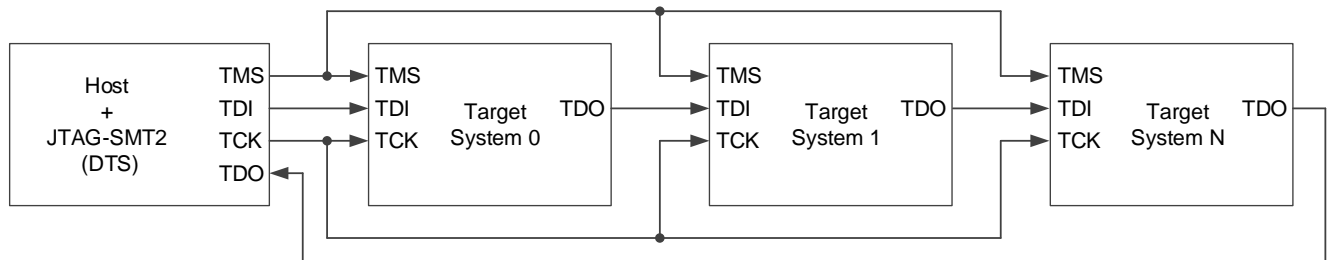 Host
+
JTAG-SMT2
(DTS)
TMS
TDI
TCK
TDO
TMS
TDI
TCK
Target
System 0
TDO
TMS
TDI
TCK
Target
System 1
TDO
TMS
TDI
TCK
Target
System N
TDO